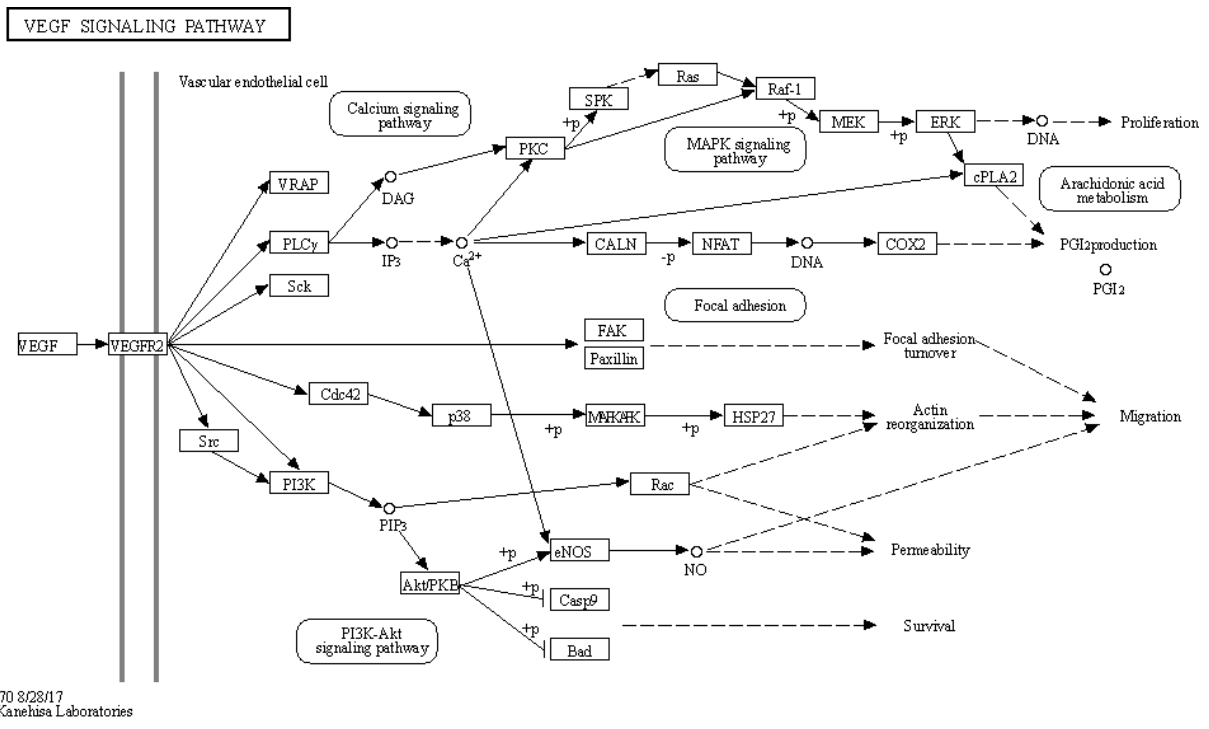 VEGF SIGNALING PATHWAY
Vascular endothelial cell
Calcium signaling
pathway
SPK
Ras
Raf-1
+p
+p
MEK
+p
ERK
DNA
Proliferation
PKC
MAPK signaling
pathway
cPLA2
Arachidonic acid
metabolism
VRAP
DAG
PLCγ
IP3
Ca2+
CALN
-p
NFAT
DNA
COX2
PGI2production
PGI2
Sck
Focal adhesion
VEGF
VEGFR2
FAK
Paxillin
Focal adhesion
turnover
Cdc42
p38
+p
MAPKAPK
+p
HSP27
Actin
reorganization
Migration
Src
PI3K
Rac
PIP3
+p
eNOS
NO
Permeability
Akt/PKB
+p
Casp9
+p
Bad
Survival
PI3K-Akt
signaling pathway
70 8/28/17
Kanehisa Laboratories